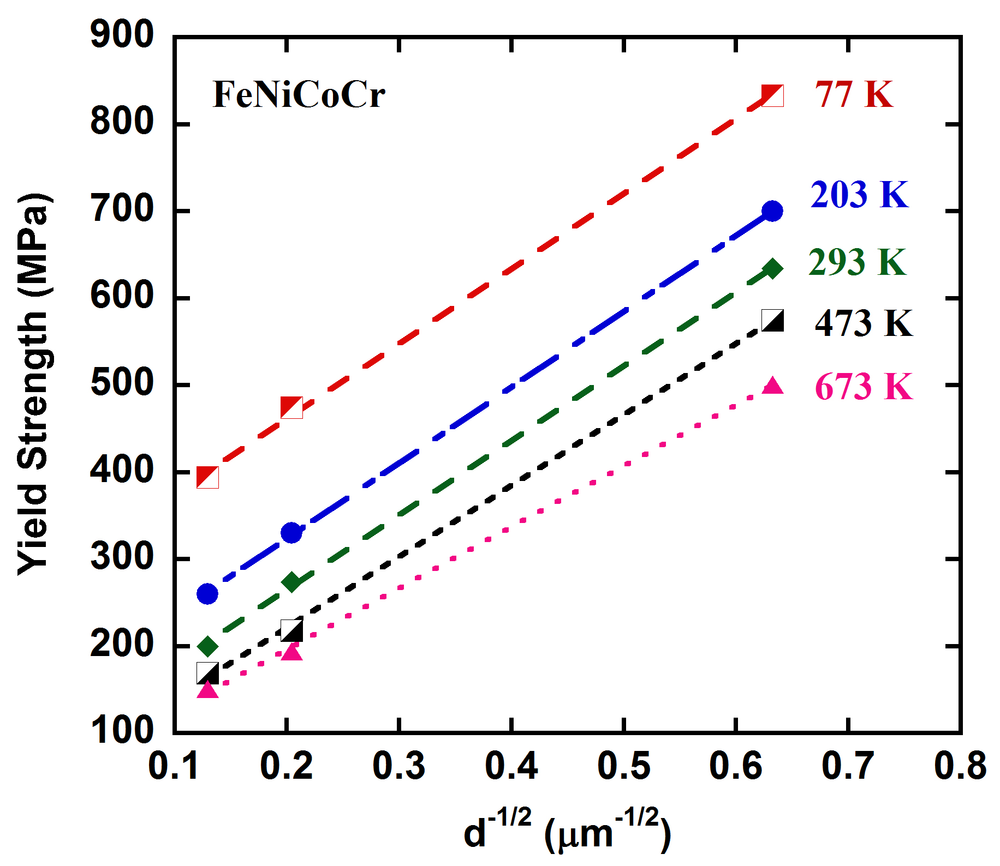 900
800
700
600
500
400
300
200
100
Yield Strength (MPa)
FeNiCoCr
77 K
203 K
293 K
473 K
673 K
0.1 0.2 0.3 0.4 0.5 0.6 0.7 0.8
d⁻¹/² (μm⁻¹/²)